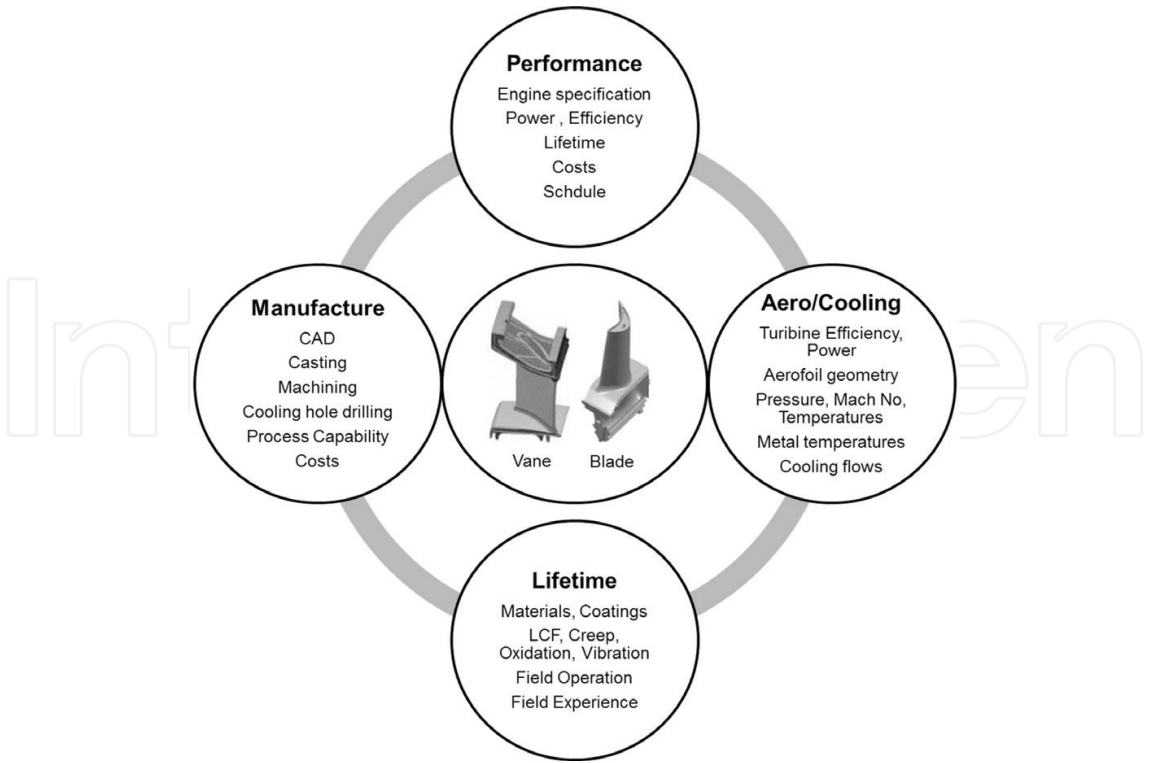 Performance
Engine specification
Power , Efficiency
Lifetime
Costs
Schdule
Manufacture
CAD
Casting
Machining
Cooling hole drilling
Process Capability
Costs
Vane
Blade
Aero/Cooling
Turibine Efficiency,
Power
Aerofoil geometry
Pressure, Mach No,
Temperatures
Metal temperatures
Cooling flows
Lifetime
Materials, Coatings
LCF, Creep,
Oxidation, Vibration
Field Operation
Field Experience